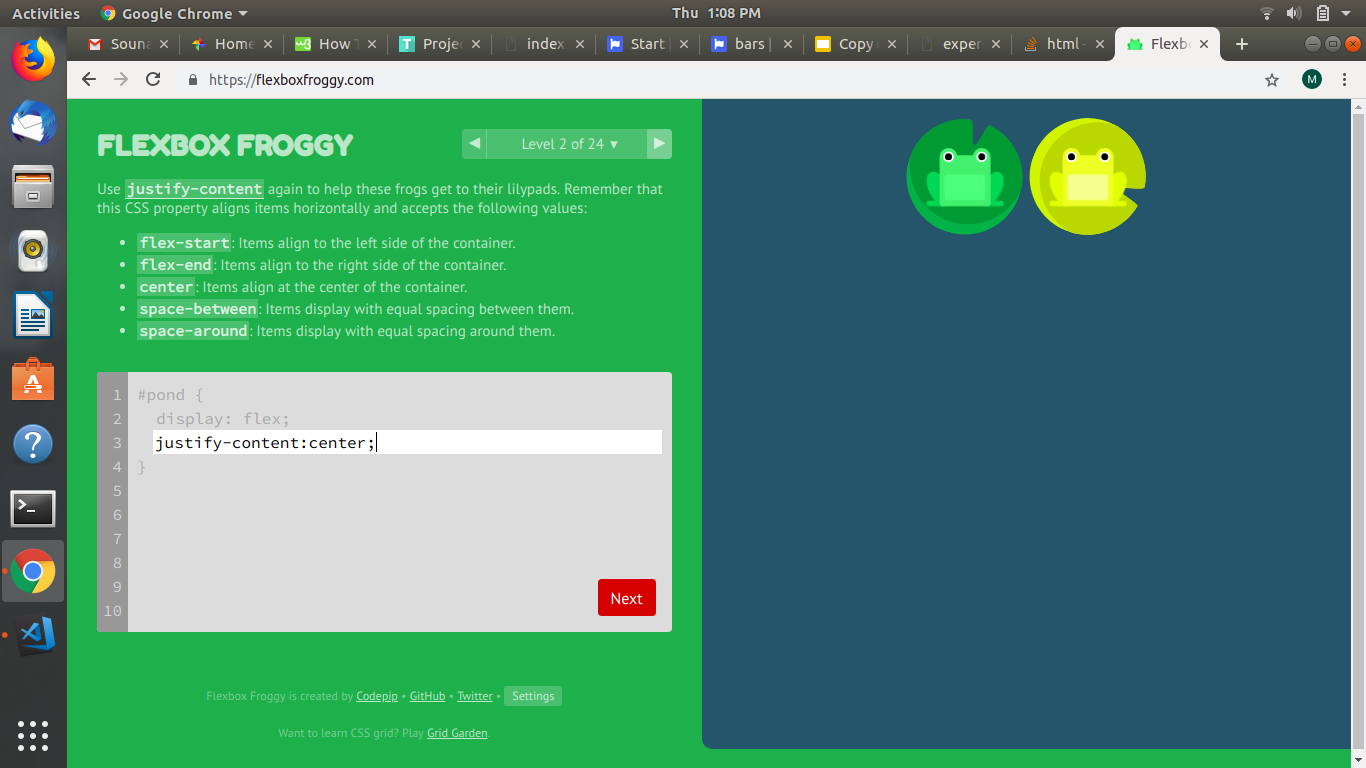 Activities Google Chrome Thu 1:08 PM
Souna Home How T Projec index Start bars | Copy exper html - Flexb
https://flexboxfroggy.com M
FLEXBOX FROGGY
Level 2 of 24 ▼
Use justify-content again to help these frogs get to their lilypads. Remember that
this CSS property aligns items horizontally and accepts the following values:
• flex-start: Items align to the left side of the container.
• flex-end: Items align to the right side of the container.
• center: Items align at the center of the container.
• space-between: Items display with equal spacing between them.
• space-around: Items display with equal spacing around them.
1 #pond {
2 display: flex;
3 justify-content:center;
4 }
5
6
7
8
9
10
Next
Flexbox Froggy is created by Codepip • GitHub • Twitter • Settings
Want to learn CSS grid? Play Grid Garden.